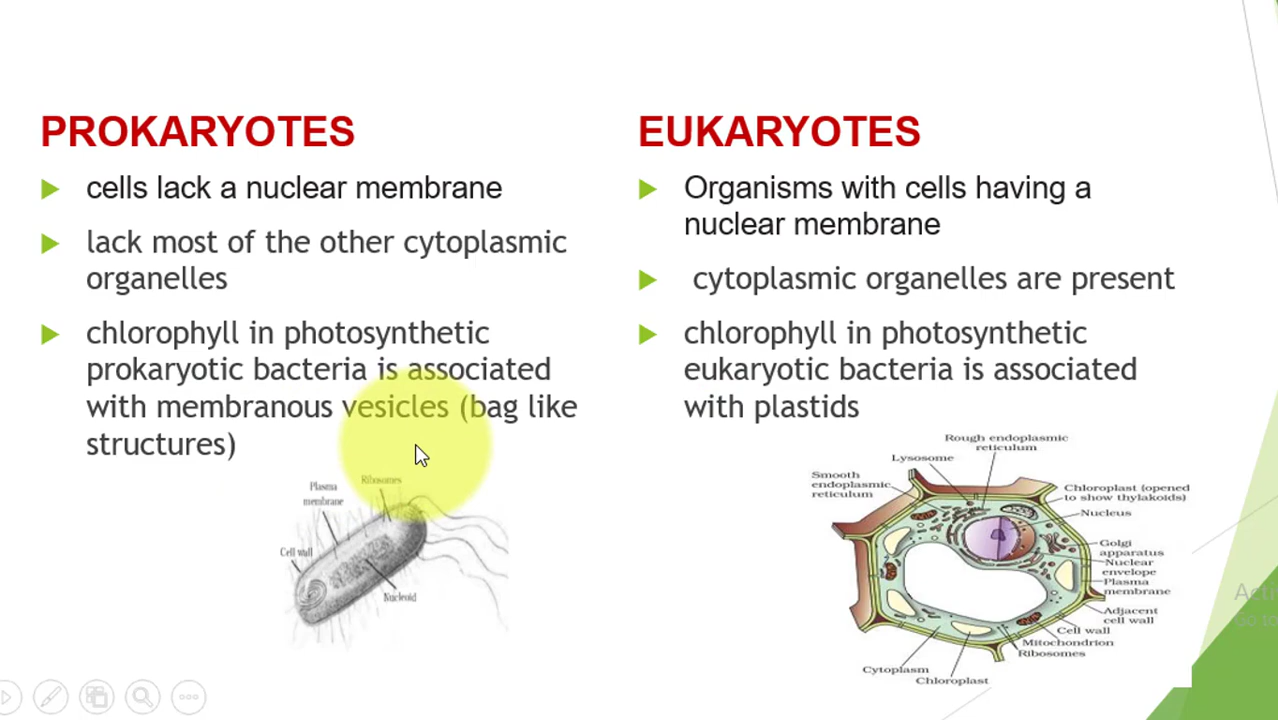 PROKARYOTES
cells lack a nuclear membrane
lack most of the other cytoplasmic
organelles
chlorophyll in photosynthetic
prokaryotic bacteria is associated
with membranous vesicles (bag like
structures)
Plasma
membrane
Ribosomes
Cell wall
Nucleoid
EUKARYOTES
Organisms with cells having a
nuclear membrane
cytoplasmic organelles are present
chlorophyll in photosynthetic
eukaryotic bacteria is associated
with plastids
Rough endoplasmic
reticulum
Lysosome
Smooth
endoplasmic
reticulum
Chloroplast (opened
to show thylakoids)
Nucleus
Golgi
apparatus
Nuclear
envelope
Plasma
membrane
Adjacent
cell wall
Cell wall
Mitochondrion
Ribosomes
Cytoplasm
Chloroplast